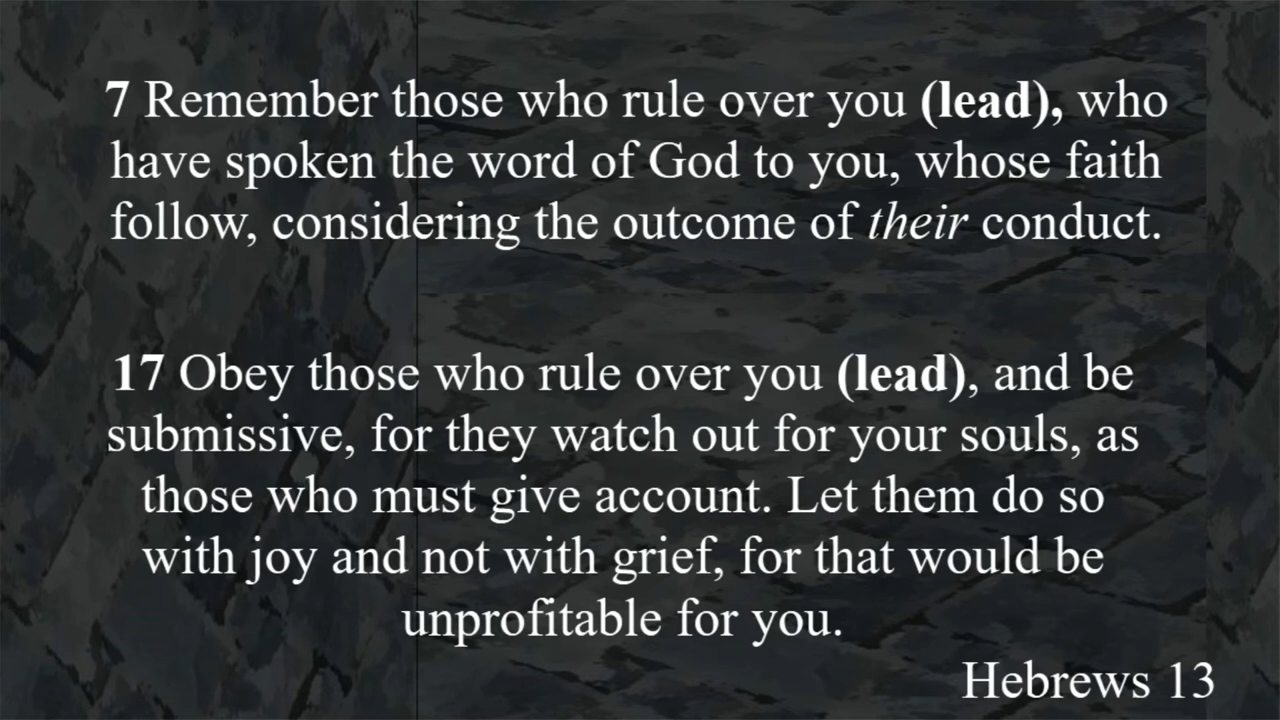 7 Remember those who rule over you (lead), who
have spoken the word of God to you, whose faith
follow, considering the outcome of their conduct.
17 Obey those who rule over you (lead), and be
submissive, for they watch out for your souls, as
those who must give account. Let them do so
with joy and not with grief, for that would be
unprofitable for you.
Hebrews 13